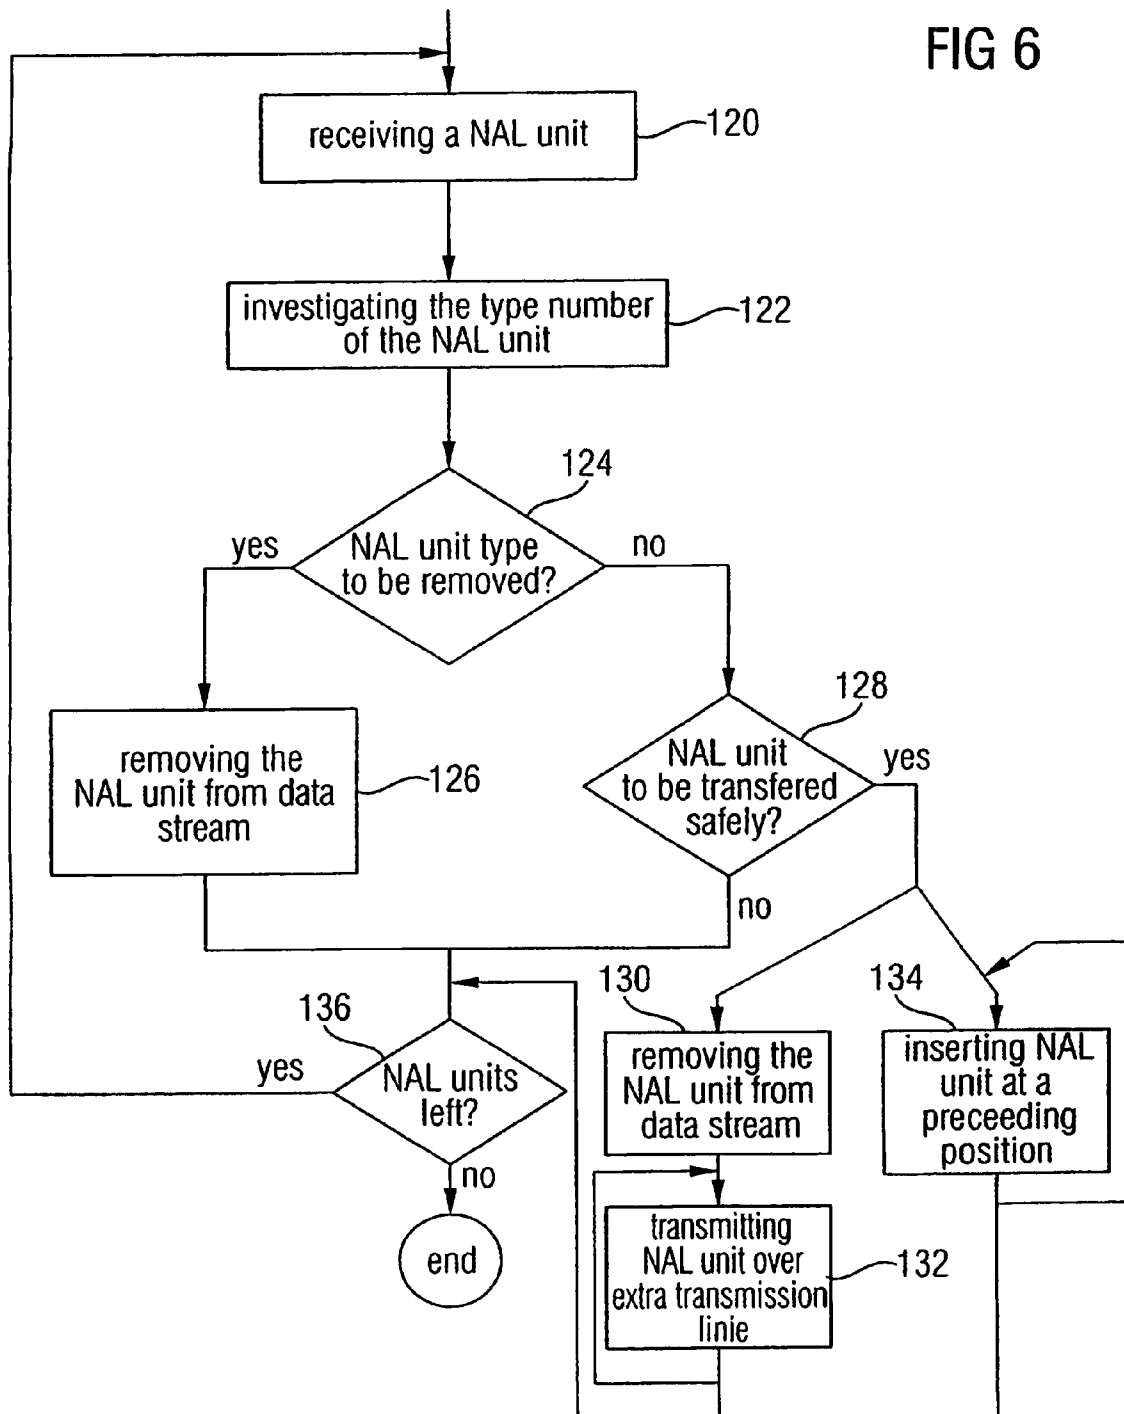 FIG 6
receiving a NAL unit
120
investigating the type number
of the NAL unit
122
124
NAL unit type
to be removed?
yes
no
removing the
NAL unit from data
stream
126
128
NAL unit
to be transfered
safely?
yes
no
136
NAL units
left?
yes
no
end
130
removing the
NAL unit from
data stream
134
inserting NAL
unit at a
preceeding
position
transmitting
NAL unit over
extra transmission
linie
132